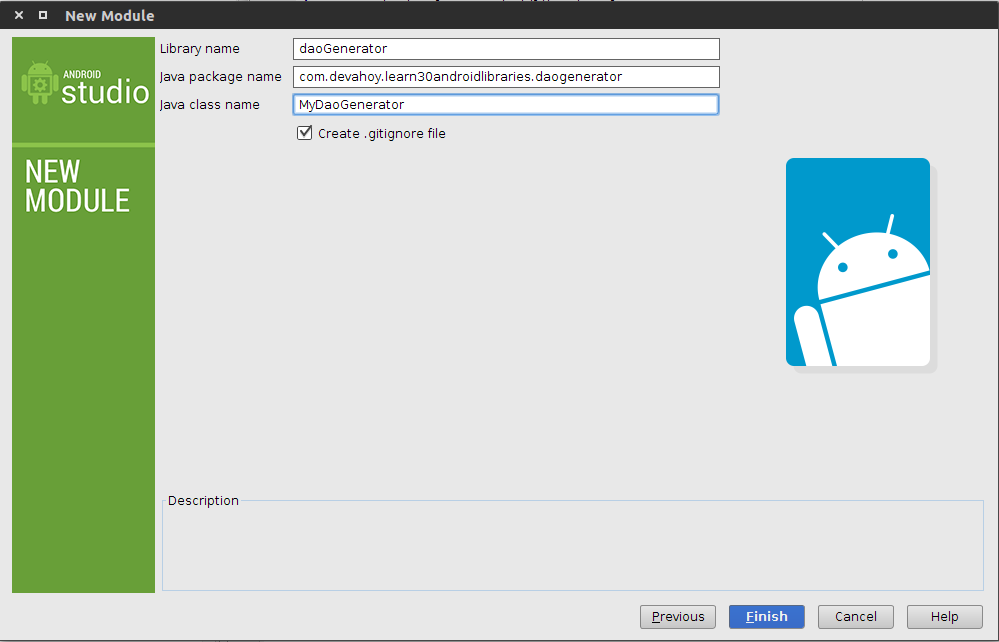 New Module
ANDROID
studio
NEW
MODULE
Library name daoGenerator
Java package name com.devahoy.learn30androidlibraries.daogenerator
Java class name MyDaoGenerator
Create .gitignore file
Description
Previous Finish Cancel Help